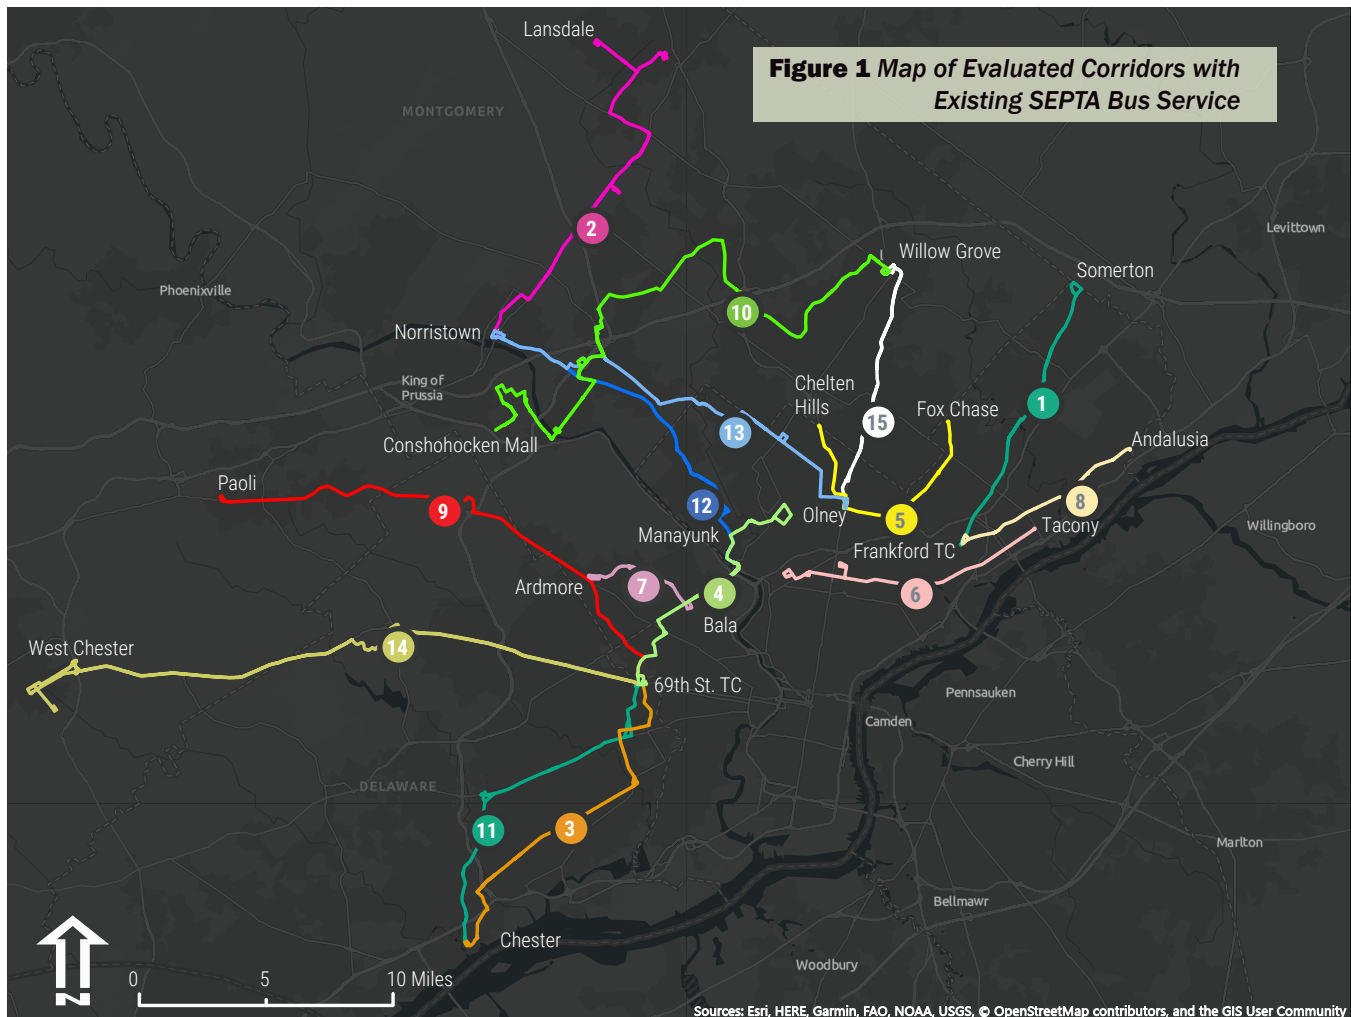 Lansdale
Figure 1 Map of Evaluated Corridors with
Existing SEPTA Bus Service
MONTGOMERY
2
Levittown
Willow Grove
Somerton
Phoenixville
10
Norristown
King of
Prussia
Chelten
Hills
Fox Chase
1
15
13
Conshohocken Mall
Andalusia
Paoli
9
12
8
Olney
5
Tacony
Willingboro
Manayunk
Frankford TC
Ardmore
7
4
6
Bala
West Chester
14
69th St. TC
Pennsauken
Camden
Cherry Hill
DELAWARE
11
3
Marlton
Bellmawr
Chester
Woodbury
N
0 5 10 Miles
Sources: Esri, HERE, Garmin, FAO, NOAA, USGS, © OpenStreetMap contributors, and the GIS User Community